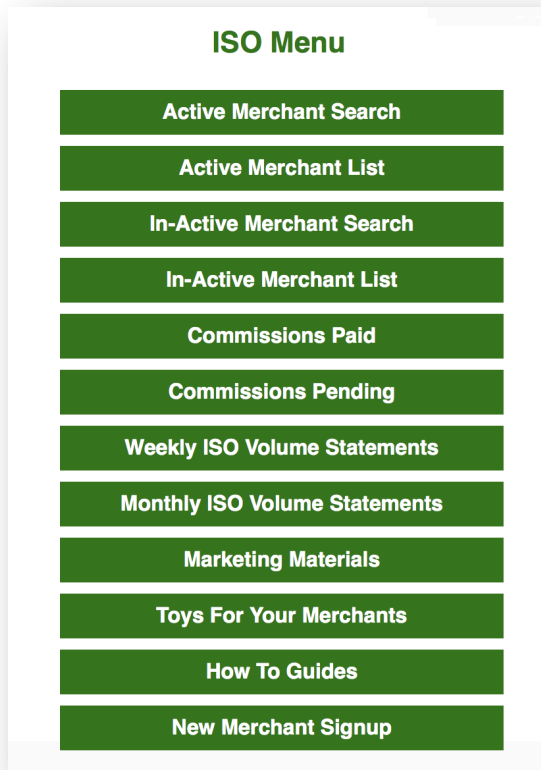 ISO Menu
Active Merchant Search
Active Merchant List
In-Active Merchant Search
In-Active Merchant List
Commissions Paid
Commissions Pending
Weekly ISO Volume Statements
Monthly ISO Volume Statements
Marketing Materials
Toys For Your Merchants
How To Guides
New Merchant Signup